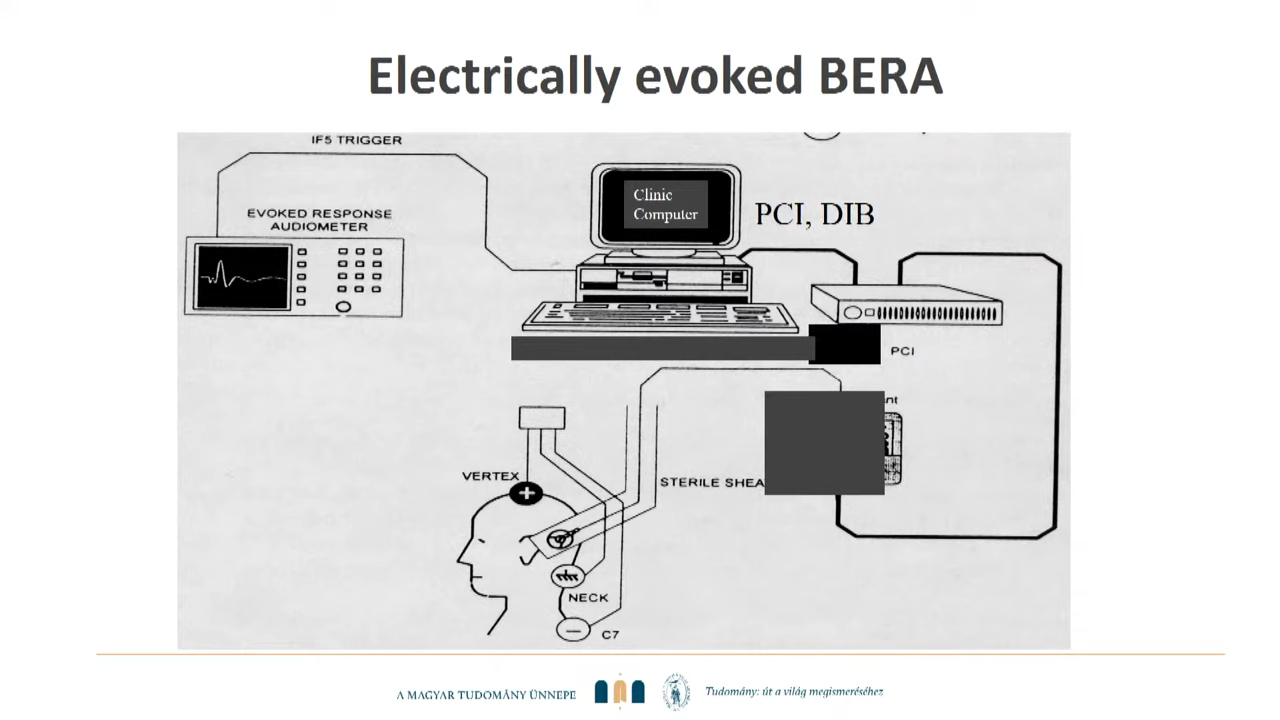 Electrically evoked BERA
IF5 TRIGGER
EVOKED RESPONSE
AUDIOMETER
Clinic
Computer
PCI, DIB
PCI
VERTEX
STERILE SHEA
NECK
C7
A MAGYAR TUDOMÁNY ÜNNEPE
Tudomány: út a világ megismeréséhez